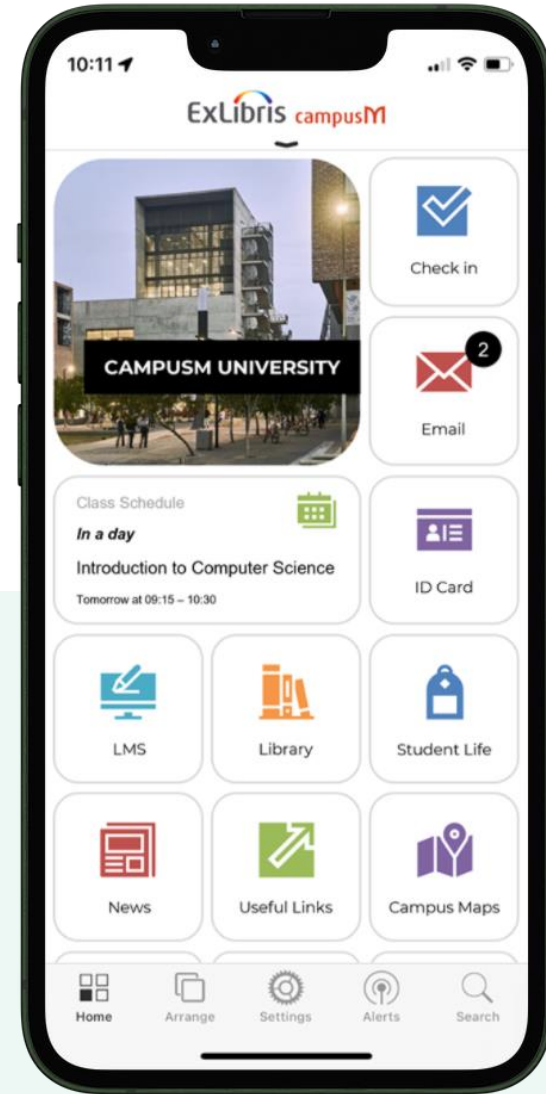 10:11
ExLibris campusM
CAMPUSM UNIVERSITY
Check in
2
Email
Class Schedule
In a day
Introduction to Computer Science
Tomorrow at 09:15 – 10:30
ID Card
LMS
Library
Student Life
News
Useful Links
Campus Maps
Home
Arrange
Settings
Alerts
Search